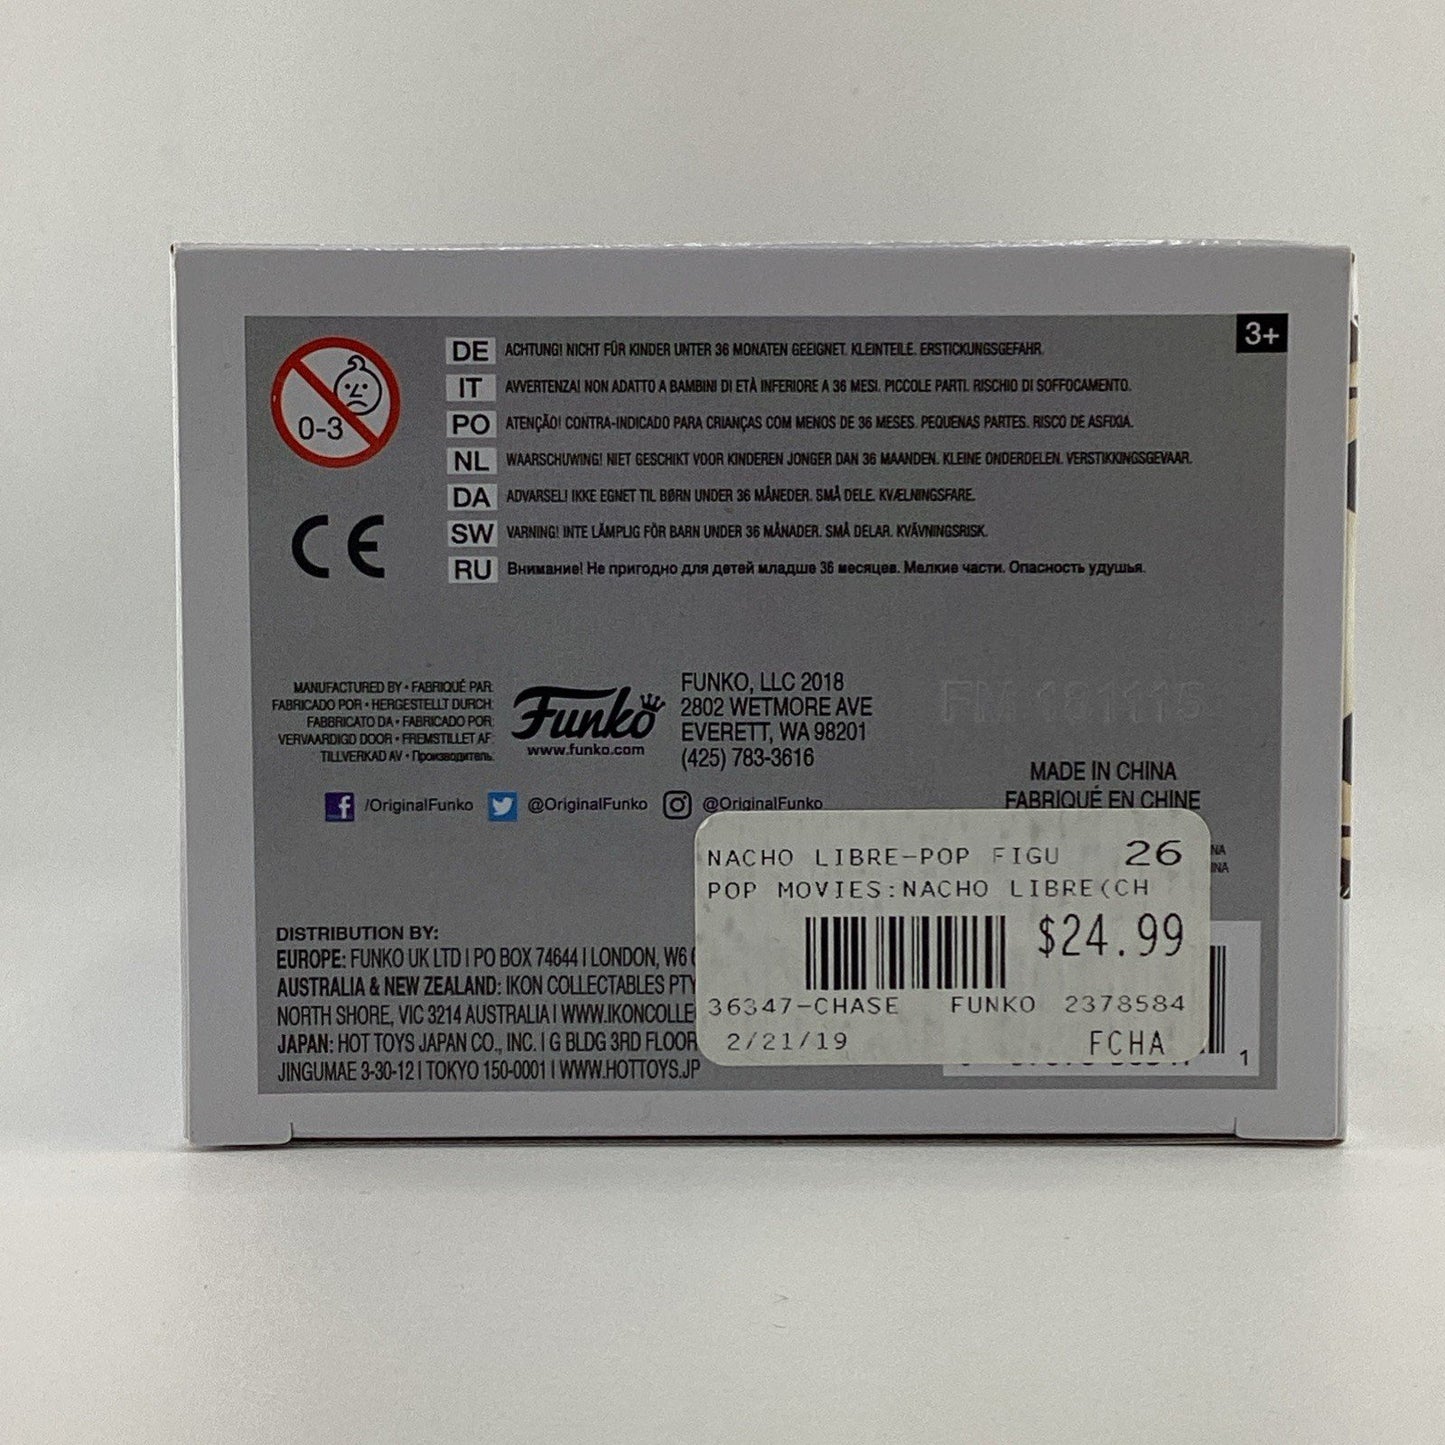 3+
0-3
DE ACHTUNG! NICHT FÜR KINDER UNTER 36 MONATEN GEEIGNET. KLEINTEILE. ERSTICKUNGSGEFAHR.
IT AVVERTENZA! NON ADATTO A BAMBINI DI ETÀ INFERIORE A 36 MESI. PICCOLE PARTI. RISCHIO DI SOFFOCAMENTO.
PO ATENÇÃO! CONTRA-INDICADO PARA CRIANÇAS COM MENOS DE 36 MESES. PEQUENAS PARTES. RISCO DE ASFIXIA.
NL WAARSCHUWING! NIET GESCHIKT VOOR KINDEREN JONGER DAN 36 MAANDEN. KLEINE ONDERDELEN. VERSTIKKINGSGEVAAR.
DA ADVARSEL! IKKE EGNET TIL BØRN UNDER 36 MÅNEDER. SMÅ DELE. KVÆLNINGSFARE.
SW VARNING! INTE LÄMPLIG FÖR BARN UNDER 36 MÅNADER. SMÅ DELAR. KVÄVNINGSRISK.
RU Внимание! Не пригодно для детей младше 36 месяцев. Мелкие части. Опасность удушья.
CE
MANUFACTURED BY • FABRIQUÉ PAR:
FABRICADO POR • HERGESTELLT DURCH:
FABBRICATO DA • FABRICADO POR:
VERVAARDIGD DOOR • FREMSTILLET AF:
TILLVERKAD AV • Производитель:
Funko
www.funko.com
FUNKO, LLC 2018
2802 WETMORE AVE
EVERETT, WA 98201
(425) 783-3616
MADE IN CHINA
FABRIQUÉ EN CHINE
/OriginalFunko @OriginalFunko @OriginalFunko
NA
INA
NACHO LIBRE-POP FIGU 26
POP MOVIES:NACHO LIBRE(CH
$24.99
36347-CHASE FUNKO 2378584
2/21/19 FCHA
1
DISTRIBUTION BY:
EUROPE: FUNKO UK LTD | PO BOX 74644 | LONDON, W6
AUSTRALIA & NEW ZEALAND: IKON COLLECTABLES PTY
NORTH SHORE, VIC 3214 AUSTRALIA | WWW.IKONCOLLE
JAPAN: HOT TOYS JAPAN CO., INC. | G BLDG 3RD FLOOR
JINGUMAE 3-30-12 | TOKYO 150-0001 | WWW.HOTTOYS.JP